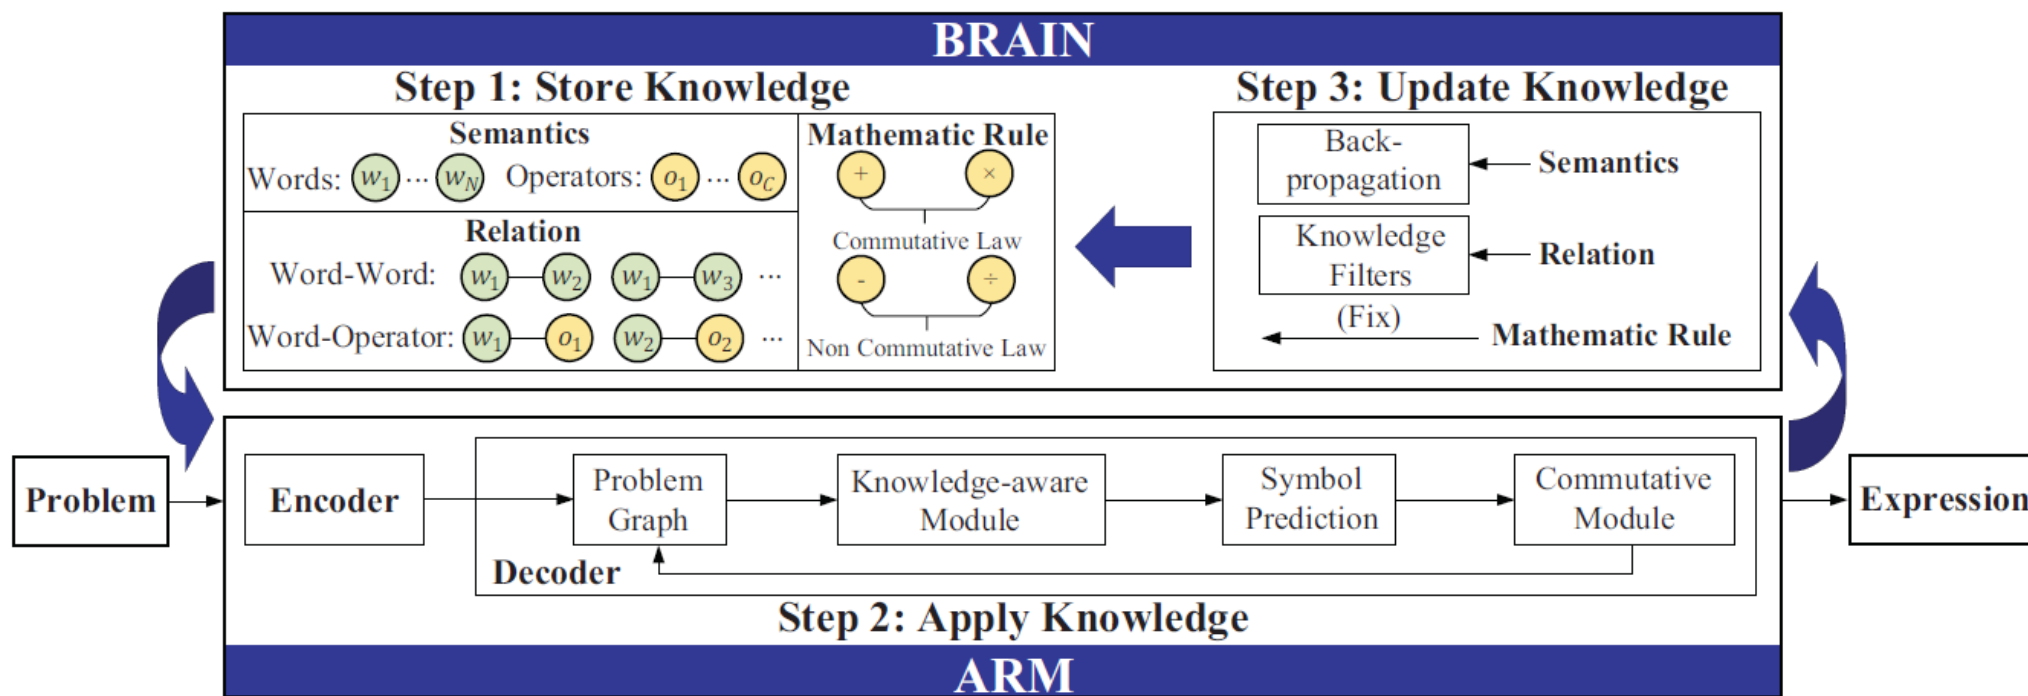 BRAIN
Step 1: Store Knowledge
Semantics
Words: w1 ... wN Operators: o1 ... oC
Relation
Word-Word: w1 w2 w1 w3 ...
Word-Operator: w1 o1 w2 o2 ...
Mathematic Rule
+ ×
Commutative Law
- ÷
Non Commutative Law
Step 3: Update Knowledge
Back-
propagation
Semantics
Knowledge
Filters
Relation
(Fix)
Mathematic Rule
Problem
Encoder
Decoder
Problem
Graph
Knowledge-aware
Module
Symbol
Prediction
Commutative
Module
Expression
Step 2: Apply Knowledge
ARM